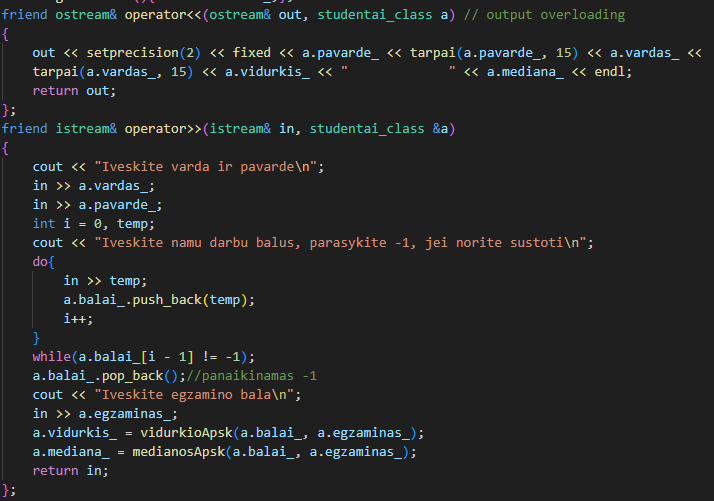 friend ostream& operator<<(ostream& out, studentai_class a) // output overloading
{
    out << setprecision(2) << fixed << a.pavarde_ << tarpai(a.pavarde_, 15) << a.vardas_ <<
    tarpai(a.vardas_, 15) << a.vidurkis_ << "             " << a.mediana_ << endl;
    return out;
};
friend istream& operator>>(istream& in, studentai_class &a)
{
    cout << "Iveskite varda ir pavarde\n";
    in >> a.vardas_;
    in >> a.pavarde_;
    int i = 0, temp;
    cout << "Iveskite namu darbu balus, parasykite -1, jei norite sustoti\n";
    do{
        in >> temp;
        a.balai_.push_back(temp);
        i++;
    }
    while(a.balai_[i - 1] != -1);
    a.balai_.pop_back();//panaikinamas -1
    cout << "Iveskite egzamino bala\n";
    in >> a.egzaminas_;
    a.vidurkis_ = vidurkioApsk(a.balai_, a.egzaminas_);
    a.mediana_ = medianosApsk(a.balai_, a.egzaminas_);
    return in;
};